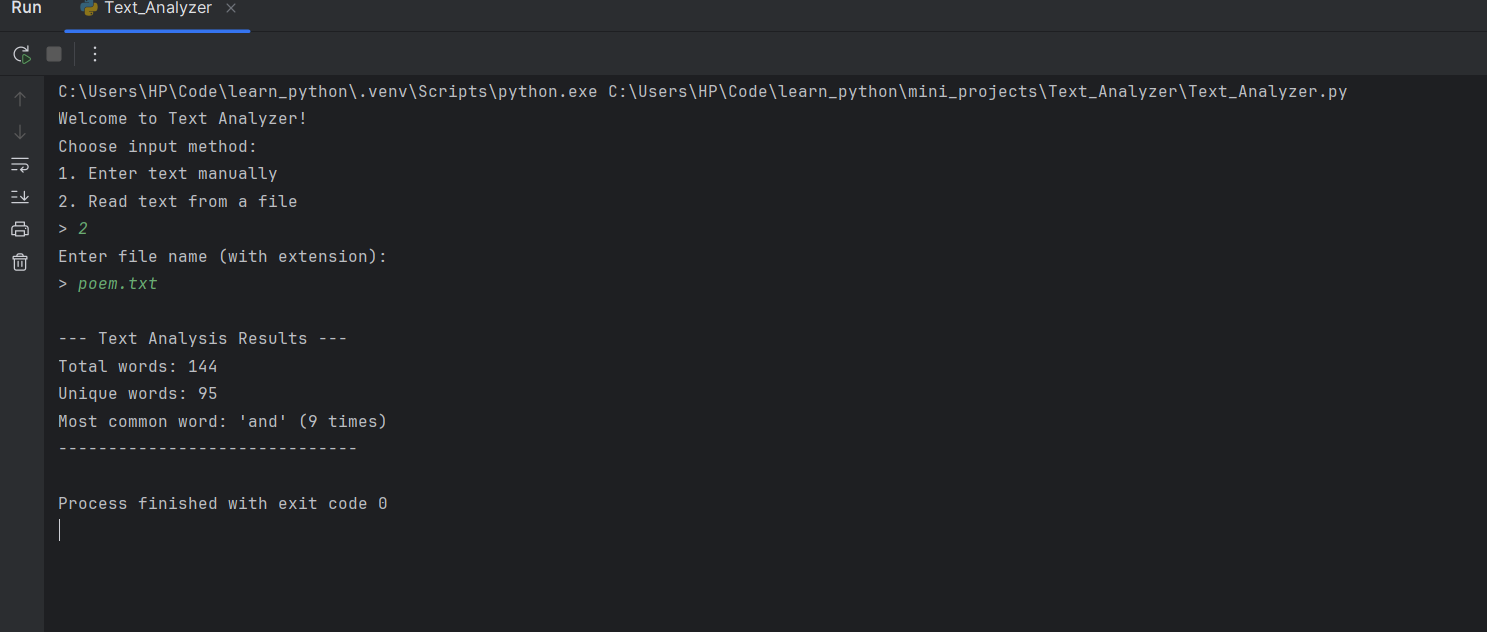 Run
Text_Analyzer
C:\Users\HP\Code\learn_python\.venv\Scripts\python.exe C:\Users\HP\Code\learn_python\mini_projects\Text_Analyzer\Text_Analyzer.py
Welcome to Text Analyzer!
Choose input method:
1. Enter text manually
2. Read text from a file
> 2
Enter file name (with extension):
> poem.txt

--- Text Analysis Results ---
Total words: 144
Unique words: 95
Most common word: 'and' (9 times)
------------------------------

Process finished with exit code 0